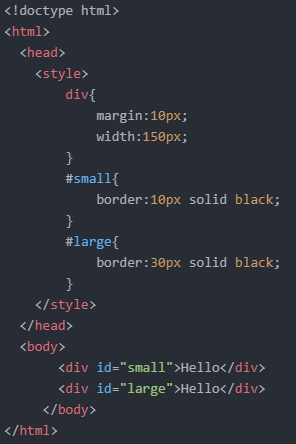 <!doctype html>
<html>
<head>
<style>
div{
margin:10px;
width:150px;
}
#small{
border:10px solid black;
}
#large{
border:30px solid black;
}
</style>
</head>
<body>
<div id="small">Hello</div>
<div id="large">Hello</div>
</body>
</html>